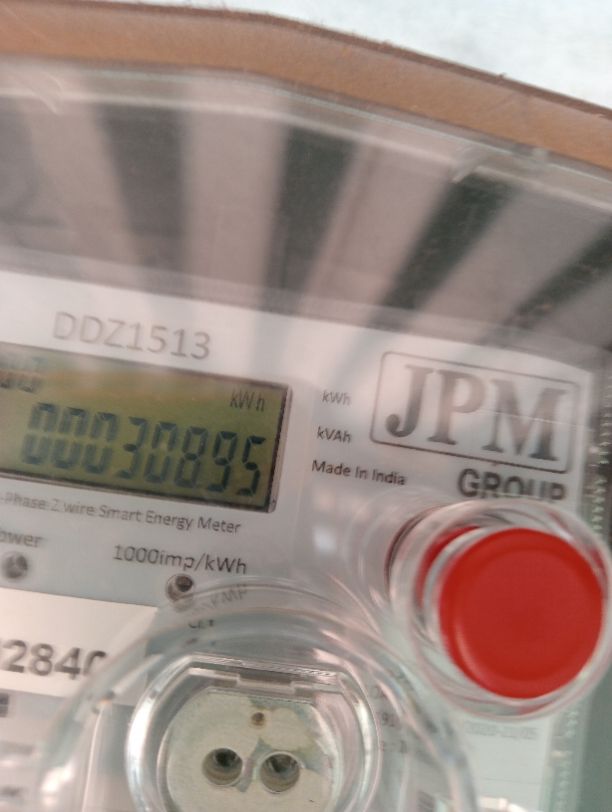 DDZ1513
kWh
kWh
JPM
00030895
kVAh
Made In India
GROUP
-Phase 2 wire Smart Energy Meter
ower
1000imp/kWh
2840